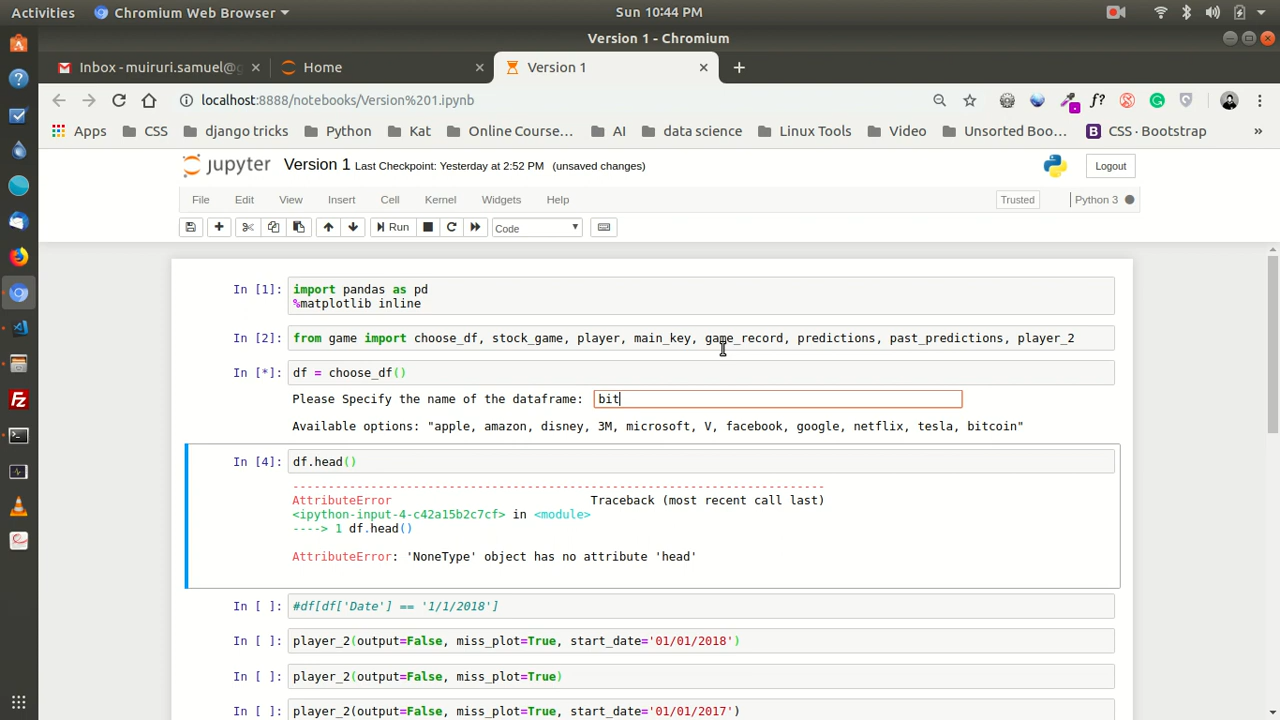 Activities Chromium Web Browser Sun 10:44 PM
Version 1 - Chromium
Inbox - muiruri.samuel@g Home Version 1
localhost:8888/notebooks/Version%201.ipynb f?
Apps CSS django tricks Python Kat Online Course… AI data science Linux Tools Video Unsorted Boo… B CSS · Bootstrap »
jupyter Version 1 Last Checkpoint: Yesterday at 2:52 PM (unsaved changes) Logout
File Edit View Insert Cell Kernel Widgets Help Trusted Python 3
Run Code
In [1]: import pandas as pd
%matplotlib inline
In [2]: from game import choose_df, stock_game, player, main_key, game_record, predictions, past_predictions, player_2
In [*]: df = choose_df()
Please Specify the name of the dataframe: bit
Available options: "apple, amazon, disney, 3M, microsoft, V, facebook, google, netflix, tesla, bitcoin"
In [4]: df.head()
---------------------------------------------------------------------------
AttributeError Traceback (most recent call last)
<ipython-input-4-c42a15b2c7cf> in <module>
----> 1 df.head()
AttributeError: 'NoneType' object has no attribute 'head'
In [ ]: #df[df['Date'] == '1/1/2018']
In [ ]: player_2(output=False, miss_plot=True, start_date='01/01/2018')
In [ ]: player_2(output=False, miss_plot=True)
In [ ]: player_2(output=False, miss_plot=True, start_date='01/01/2017')